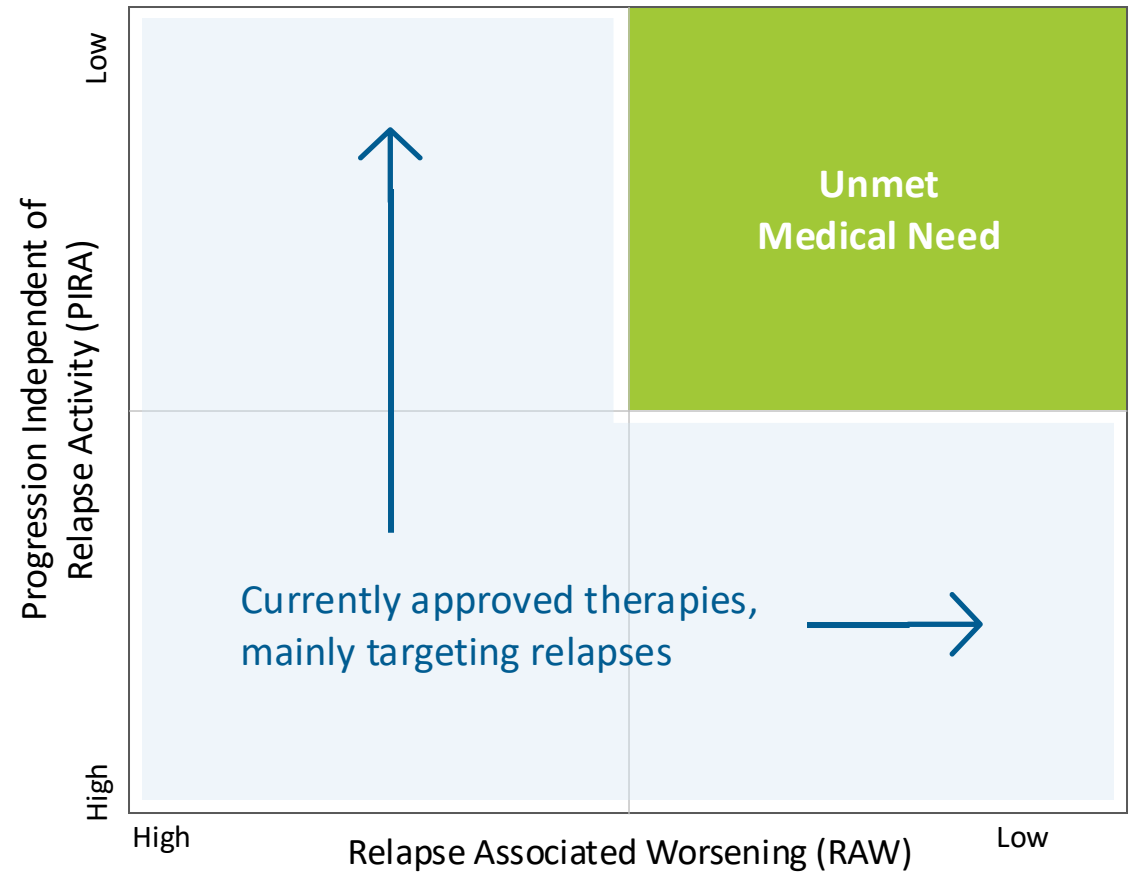 Low
Progression Independent of
Relapse Activity (PIRA)
High
Unmet
Medical Need
Currently approved therapies,
mainly targeting relapses
High
Relapse Associated Worsening (RAW)
Low